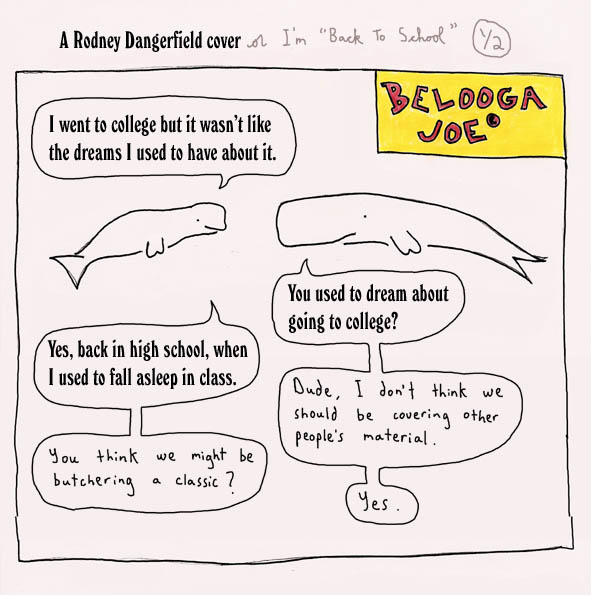 A Rodney Dangerfield cover or I'm "Back To School" 1/2
BELOOGA
JOE
I went to college but it wasn't like
the dreams I used to have about it.
You used to dream about
going to college?
Yes, back in high school, when
I used to fall asleep in class.
Dude, I don't think we
should be covering other
people's material.
You think we might be
butchering a classic?
Yes.